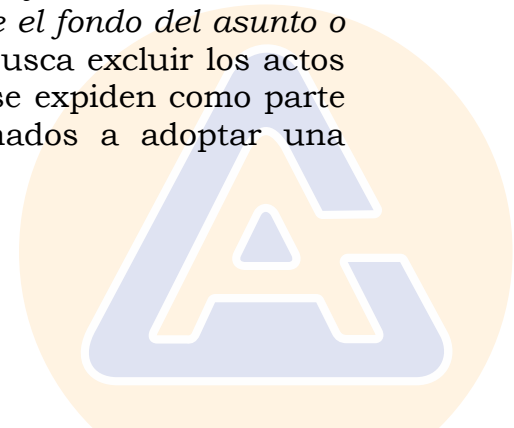 e el fondo del asunto o
usca excluir los actos
se expiden como parte
nados a adoptar una